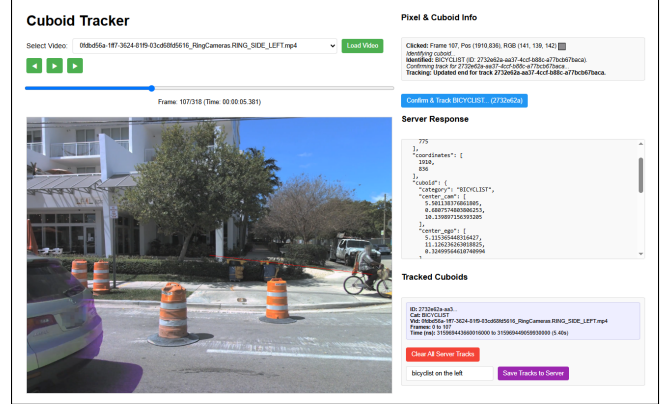 Cuboid Tracker
Select Video: 0fdbd56a-1ff7-3624-81f9-03cd68fd5616_RingCameras.RING_SIDE_LEFT.mp4 Load Video
Frame: 107/318 (Time: 00:00:05.381)
Pixel & Cuboid Info
Clicked: Frame 107, Pos (1910,836), RGB (141, 139, 142)
Identifying cuboid...
Identified: BICYCLIST (ID: 2732e62a-aa37-4ccf-b88c-a77bcb67baca).
Confirming track for 2732e62a-aa37-4ccf-b88c-a77bcb67baca...
Tracking: Updated end for track 2732e62a-aa37-4ccf-b88c-a77bcb67baca.
Confirm & Track BICYCLIST... (2732e62a)
Server Response
775
],
"coordinates": [
1910,
836
],
"cuboid": {
"category": "BICYCLIST",
"center_cam": [
5.501138376861805,
0.6807574803806253,
10.139897156393205
],
"center_ego": [
5.115365448316427,
11.126236263018825,
0.32499564618740994
Tracked Cuboids
ID: 2732e62a-aa3...
Cat: BICYCLIST
Vid: 0fdbd56a-1ff7-3624-81f9-03cd68fd5616_RingCameras.RING_SIDE_LEFT.mp4
Frames: 0 to 107
Time (ns): 315969443660016000 to 315969449059938000 (5.40s)
Clear All Server Tracks
bicyclist on the left Save Tracks to Server